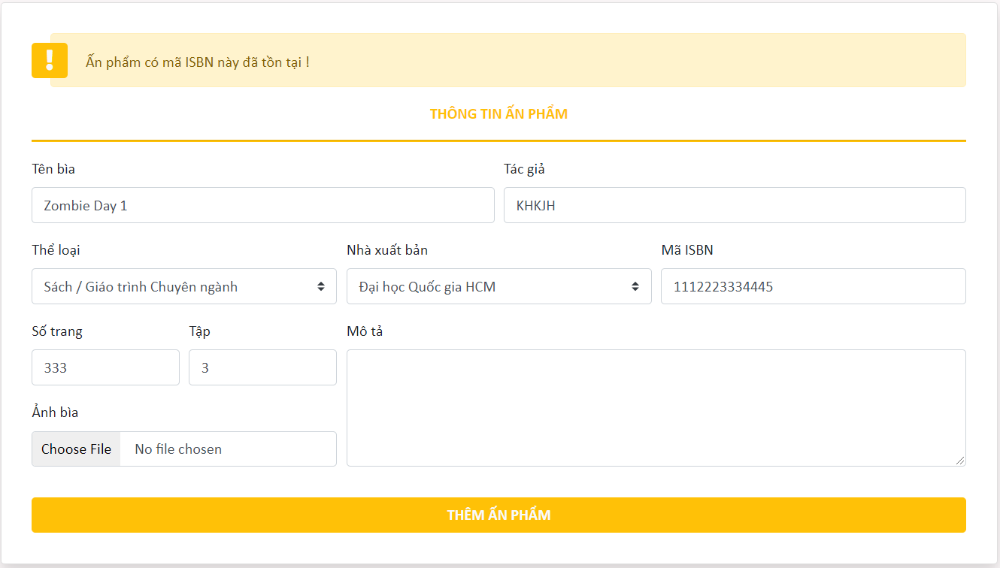 !
Ấn phẩm có mã ISBN này đã tồn tại !
THÔNG TIN ẤN PHẨM
Tên bìa
Tác giả
Zombie Day 1
KHKJH
Thể loại
Nhà xuất bản
Mã ISBN
Sách / Giáo trình Chuyên ngành
Đại học Quốc gia HCM
1112223334445
Số trang
Tập
Mô tả
333
3
Ảnh bìa
Choose File
No file chosen
THÊM ẤN PHẨM